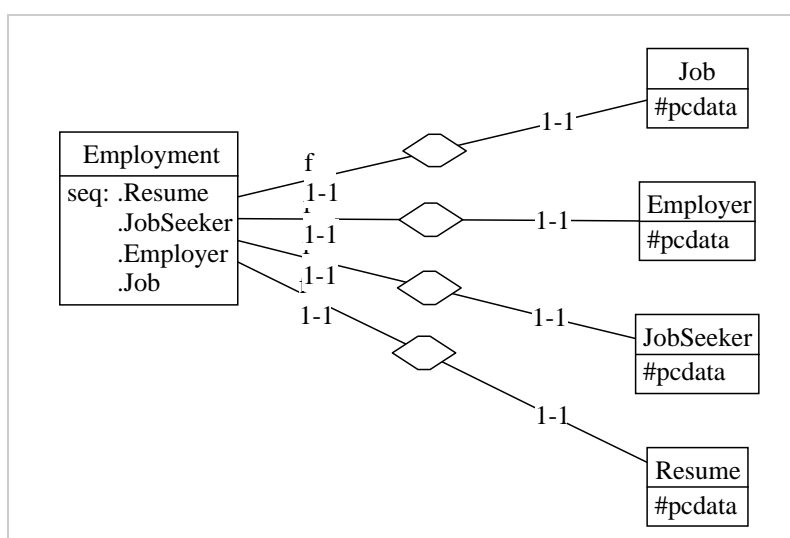 Job
#pcdata
1-1
Employment
seq: .Resume
.JobSeeker
.Employer
.Job
f
1-1
1-1
1-1
1-1
Employer
#pcdata
1-1
JobSeeker
#pcdata
1-1
1-1
Resume
#pcdata